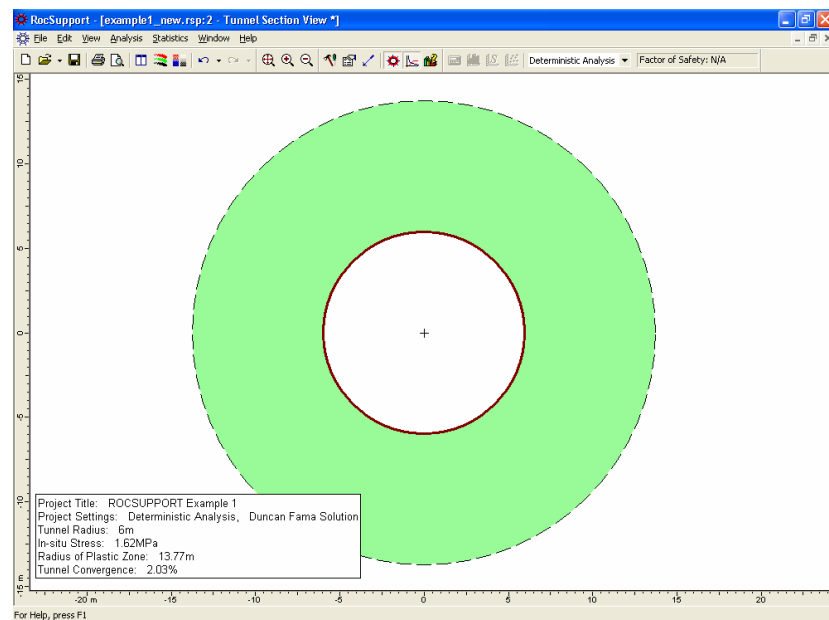 RocSupport - [example1_new.rsp:2 - Tunnel Section View *]
File Edit View Analysis Statistics Window Help
Deterministic Analysis Factor of Safety: N/A
15
10
5
0
-5
-10
-15 m
Project Title: ROCSUPPORT Example 1
Project Settings: Deterministic Analysis, Duncan Fama Solution
Tunnel Radius: 6m
In-situ Stress: 1.62MPa
Radius of Plastic Zone: 13.77m
Tunnel Convergence: 2.03%
-20 m -15 -10 -5 0 5 10 15 20
For Help, press F1